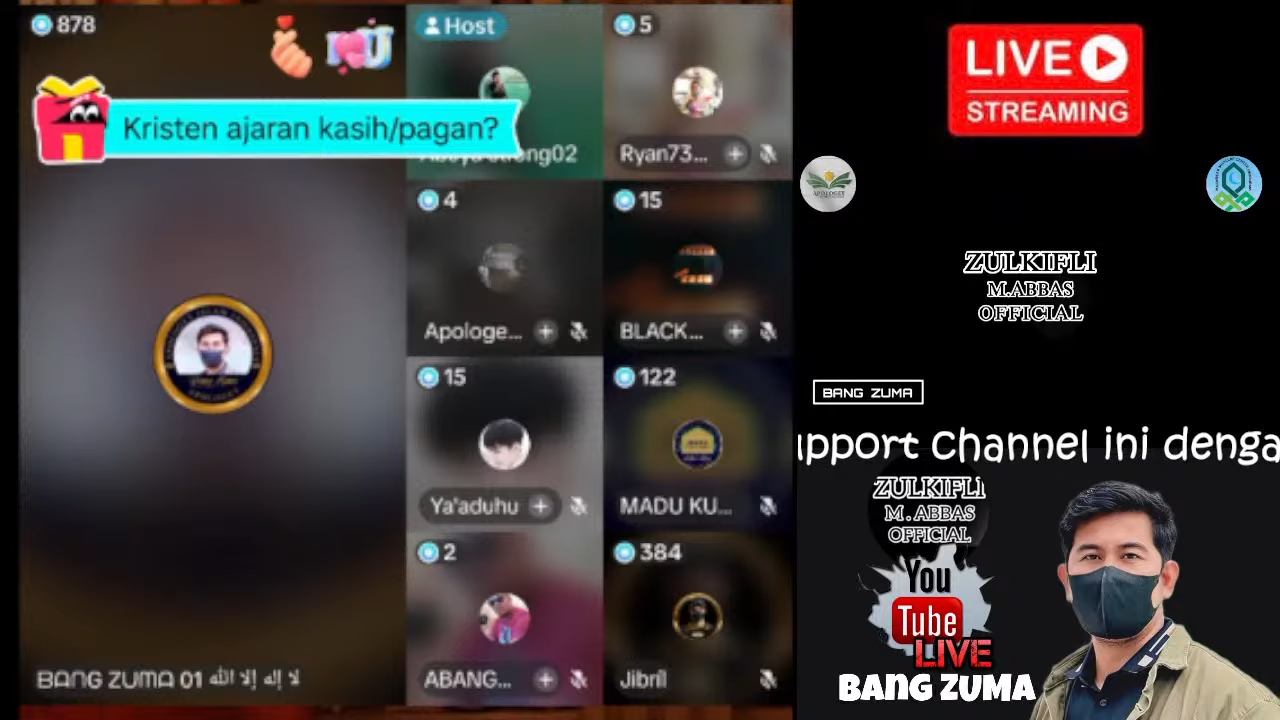 878
Host
5
Kristen ajaran kasih/pagan?
Ryan73...
4
15
Apologe...
BLACK...
15
122
Ya'aduhu
MADU KU...
2
384
ABANG...
Jibril
BANG ZUMA 01 لا إله إلا الله
LIVE
STREAMING
ZULKIFLI
M.ABBAS
OFFICIAL
BANG ZUMA
upport channel ini denga
ZULKIFLI
M.ABBAS
OFFICIAL
You
Tube
LIVE
BANG ZUMA